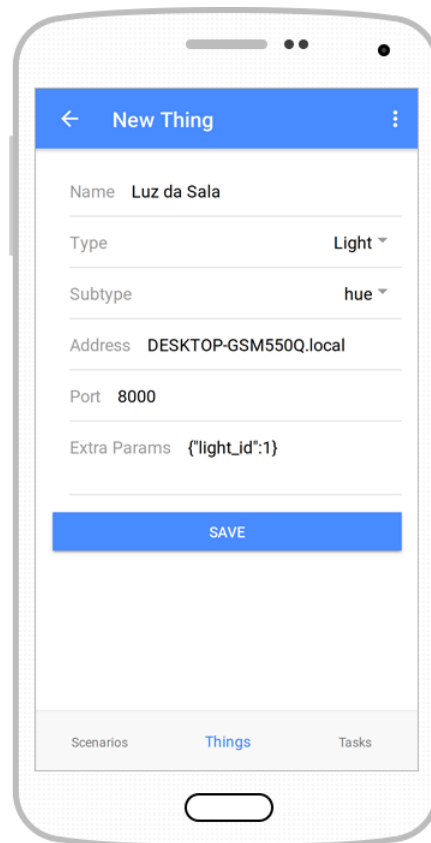 New Thing
Name Luz da Sala
Type Light
Subtype hue
Address DESKTOP-GSM550Q.local
Port 8000
Extra Params {"light_id":1}
SAVE
Scenarios Things Tasks